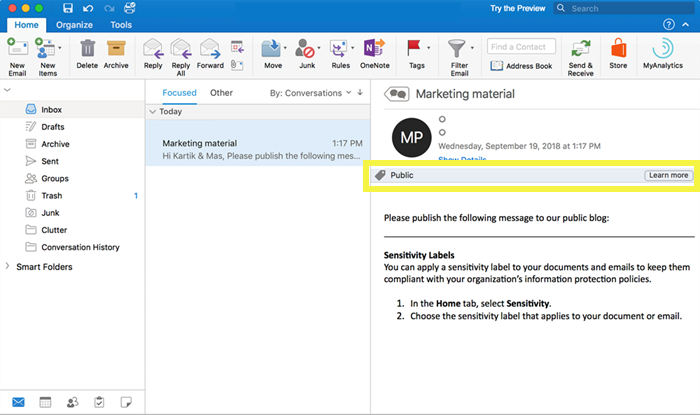 Try the Preview
Search
Home
Organize
Tools
New
Email
New
Items
Delete
Archive
Reply
Reply
All
Forward
Move
Junk
Rules
OneNote
Tags
Filter
Email
Find a Contact
Address Book
Send &
Receive
Store
MyAnalytics
Inbox
Drafts
Archive
Sent
Groups
Trash 1
Junk
Clutter
Conversation History
Smart Folders
Focused Other By: Conversations
Today
Marketing material 1:17 PM
Hi Kartik & Mas, Please publish the following mes...
Marketing material
MP
Wednesday, September 19, 2018 at 1:17 PM
Show Details
Public Learn more
Please publish the following message to our public blog:
Sensitivity Labels
You can apply a sensitivity label to your documents and emails to keep them
compliant with your organization's information protection policies.
1. In the Home tab, select Sensitivity.
2. Choose the sensitivity label that applies to your document or email.